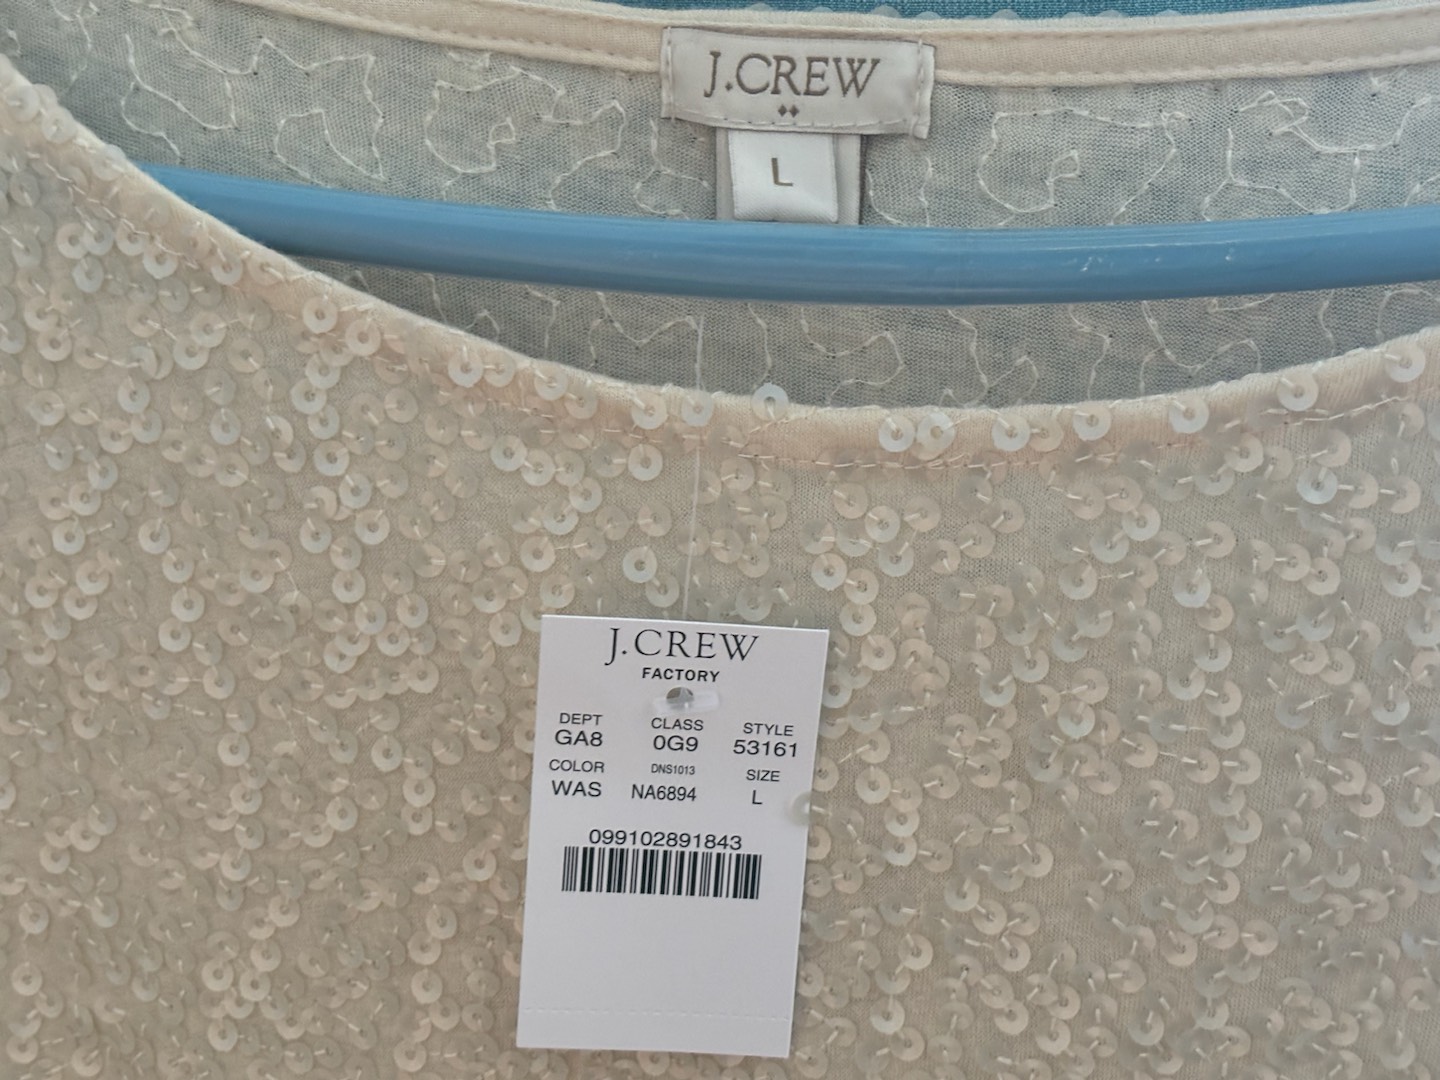 J.CREW
L
J.CREW
FACTORY
DEPT CLASS STYLE
GA8 0G9 53161
COLOR DNS1013 SIZE
WAS NA6894 L
099102891843